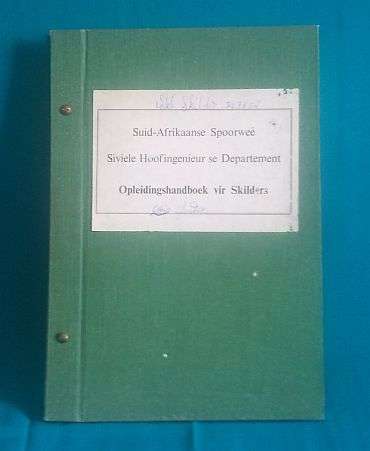 Suid-Afrikaanse Spoorweë
Siviele Hoofingenieur se Departement
Opleidingshandboek vir Skilders